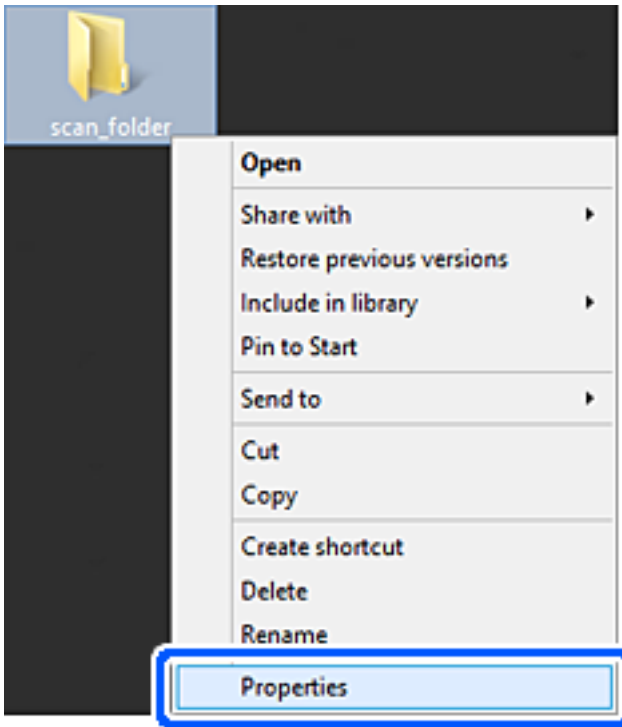 scan_folder
Open
Share with
Restore previous versions
Include in library
Pin to Start
Send to
Cut
Copy
Create shortcut
Delete
Rename
Properties